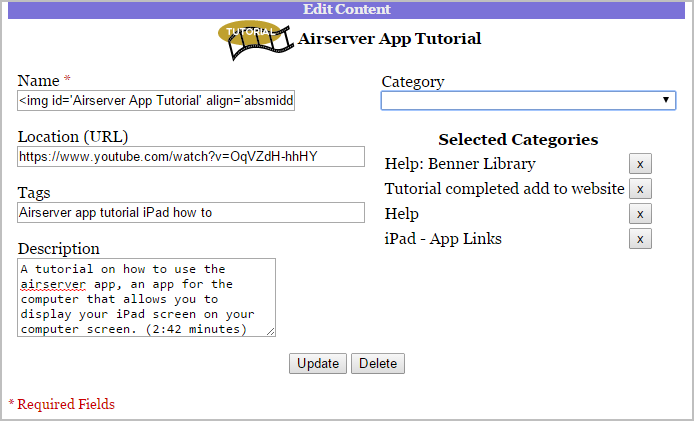 Edit Content
TUTORIAL
Airserver App Tutorial
Name *
<img id='Airserver App Tutorial' align='absmidd
Location (URL)
https://www.youtube.com/watch?v=OqVZdH-hhHY
Tags
Airserver app tutorial iPad how to
Description
A tutorial on how to use the
airserver app, an app for the
computer that allows you to
display your iPad screen on your
computer screen. (2:42 minutes)
Category
Selected Categories
Help: Benner Library x
Tutorial completed add to website x
Help x
iPad - App Links x
Update Delete
* Required Fields